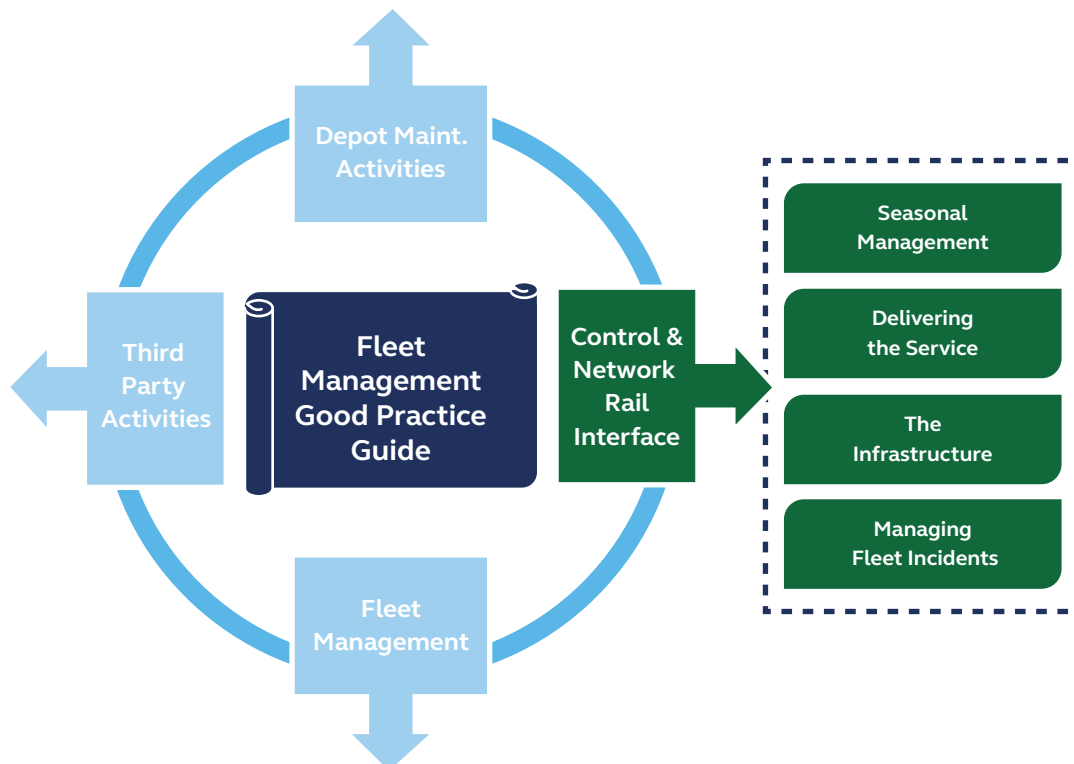 Depot Maint.
Activities
Third
Party
Activities
Fleet
Management
Good Practice
Guide
Control &
Network
Rail
Interface
Fleet
Management
Seasonal
Management
Delivering
the Service
The
Infrastructure
Managing
Fleet Incidents